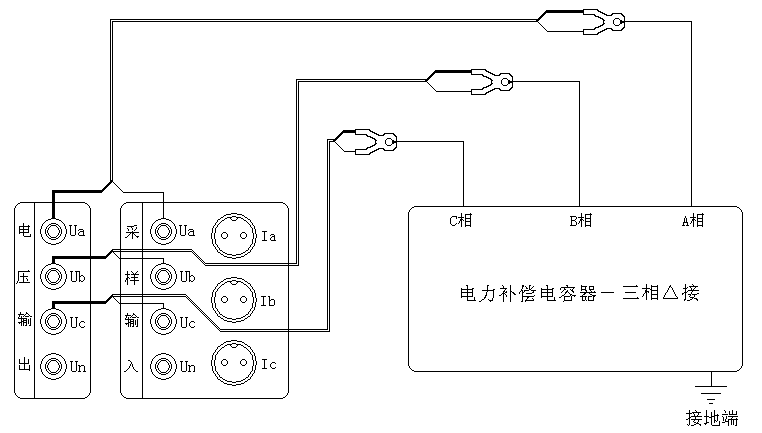 C相 B相 A相
电压输出
Ua
Ub
Uc
Un
采样输入
Ua
Ub
Uc
Un
Ia
Ib
Ic
电力补偿电容器－三相△接
接地端